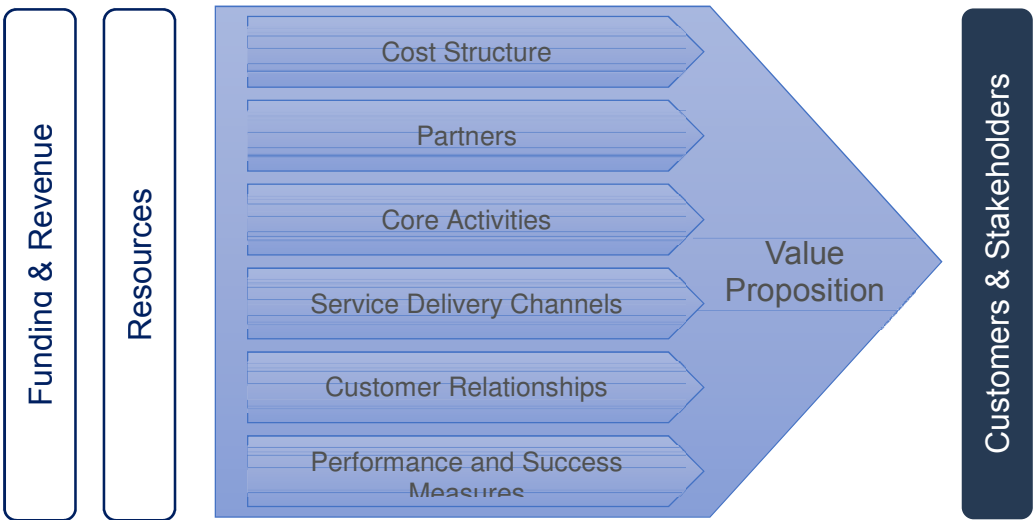 Funding & Revenue
Resources
Cost Structure
Partners
Core Activities
Service Delivery Channels
Customer Relationships
Performance and Success
Measures
Value
Proposition
Customers & Stakeholders